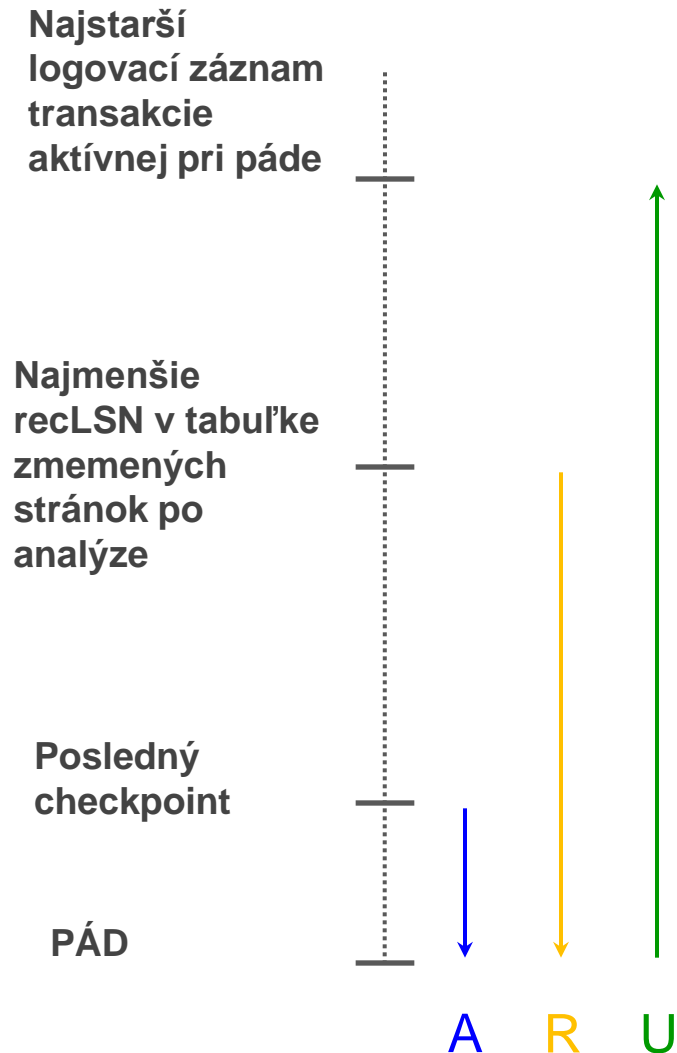 Najstarší
logovací záznam
transakcie
aktívnej pri páde
Najmenšie
recLSN v tabuľke
zmemených
stránok po
analýze
Posledný
checkpoint
PÁD
A R U